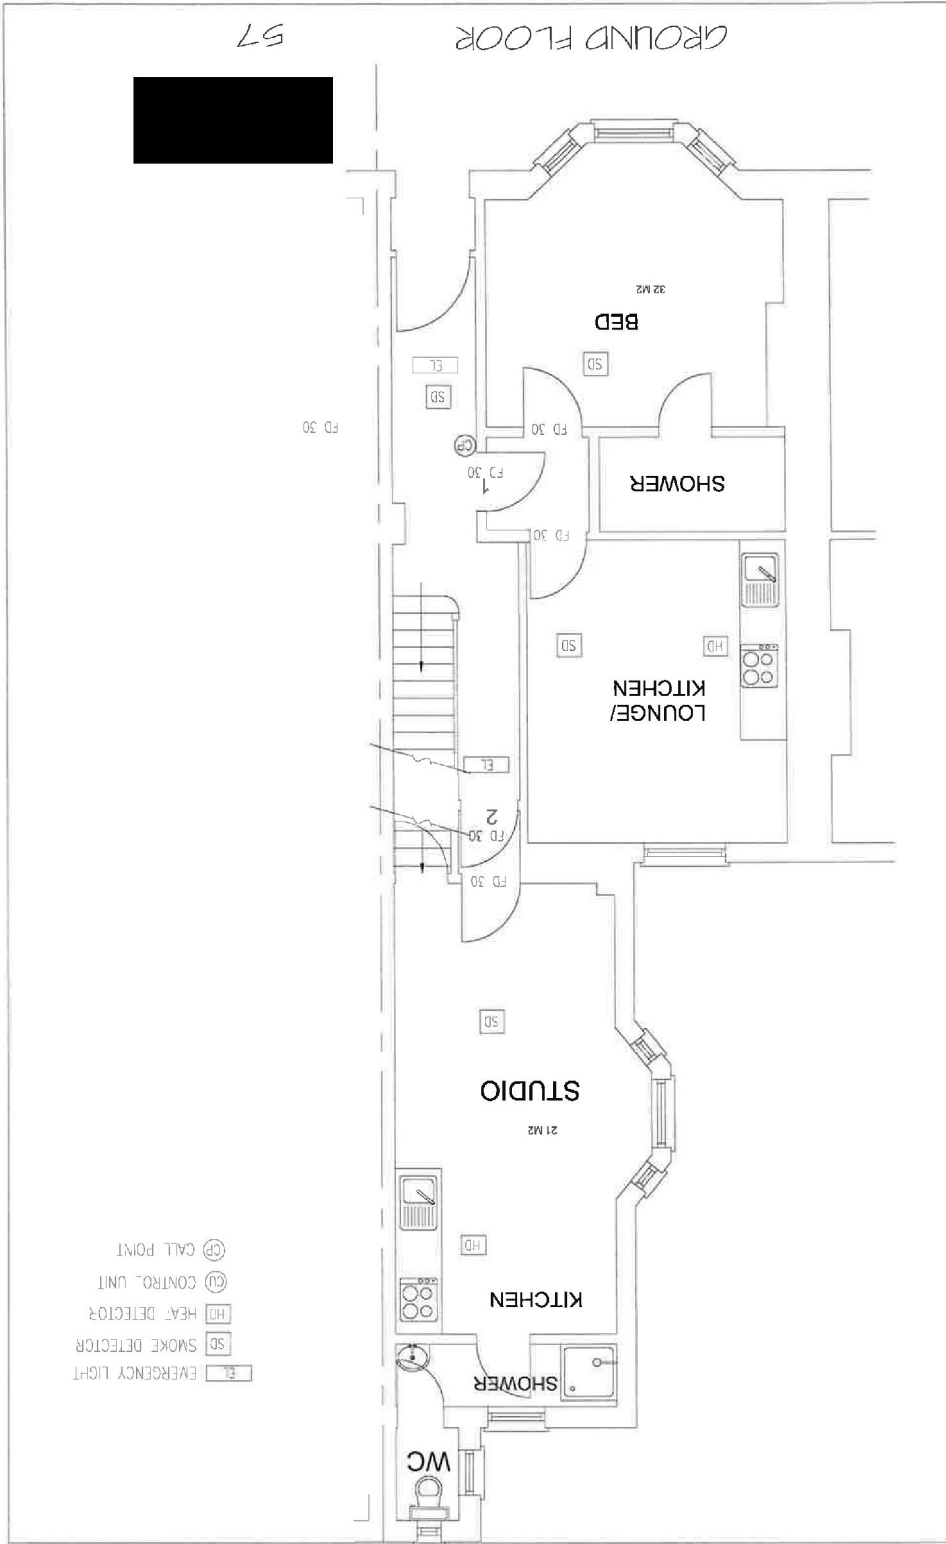 WC
SHOWER
EL EMERGENCY LIGHT
SD SMOKE DETECTOR
HD HEAT DETECTOR
CU CONTROL UNIT
CP CALL POINT
KITCHEN
HD
21 M2
STUDIO
SD
FD 30
FD 30
2
EL
LOUNGE/
KITCHEN
HD
SD
FD 30
SHOWER
1
FD 30
CP
FD 30
FD 30
SD
SD
EL
BED
32 M2
GROUND FLOOR
57